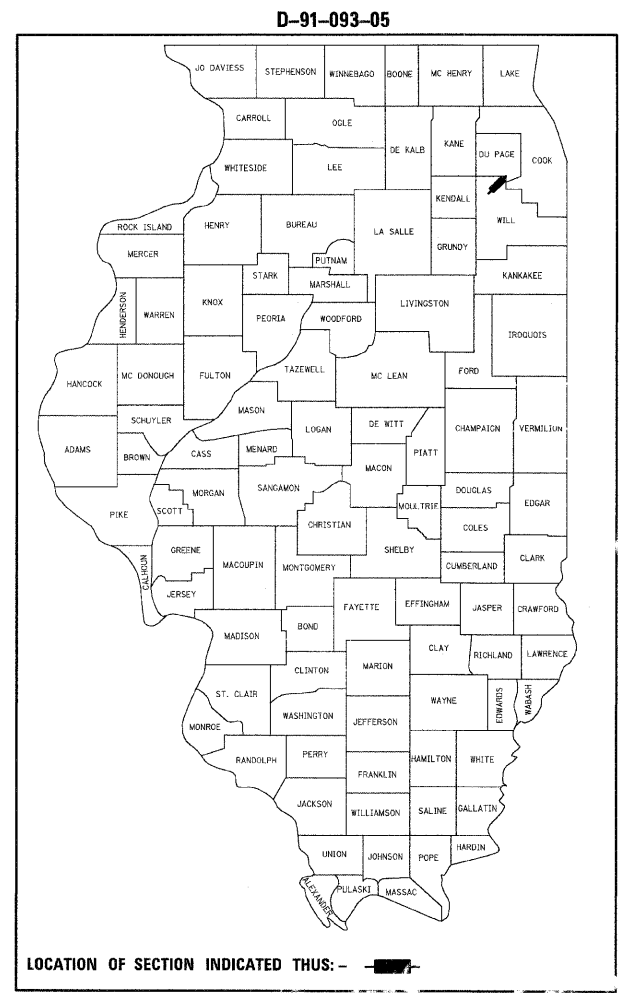 D-91-093-05
JO DAVIESS
STEPHENSON
WINNEBAGO
BOONE
MC HENRY
LAKE
CARROLL
OGLE
DE KALB
KANE
DU PAGE
COOK
WHITESIDE
LEE
KENDALL
WILL
ROCK ISLAND
HENRY
BUREAU
LA SALLE
GRUNDY
MERCER
PUTNAM
KANKAKEE
STARK
MARSHALL
HENDERSON
WARREN
KNOX
PEORIA
WOODFORD
LIVINGSTON
IROQUOIS
HANCOCK
MC DONOUGH
FULTON
TAZEWELL
MC LEAN
FORD
SCHUYLER
MASON
LOGAN
DE WITT
CHAMPAIGN
VERMILION
ADAMS
BROWN
CASS
MENARD
MACON
PIATT
PIKE
SCOTT
MORGAN
SANGAMON
CHRISTIAN
MOULTRIE
DOUGLAS
EDGAR
COLES
CALHOUN
GREENE
MACOUPIN
MONTGOMERY
SHELBY
CUMBERLAND
CLARK
JERSEY
MADISON
BOND
FAYETTE
EFFINGHAM
JASPER
CRAWFORD
CLINTON
MARION
CLAY
RICHLAND
LAWRENCE
ST. CLAIR
WASHINGTON
JEFFERSON
WAYNE
EDWARDS
WABASH
MONROE
RANDOLPH
PERRY
FRANKLIN
HAMILTON
WHITE
JACKSON
WILLIAMSON
SALINE
GALLATIN
UNION
JOHNSON
POPE
HARDIN
ALEXANDER
PULASKI
MASSAC
LOCATION OF SECTION INDICATED THUS: -